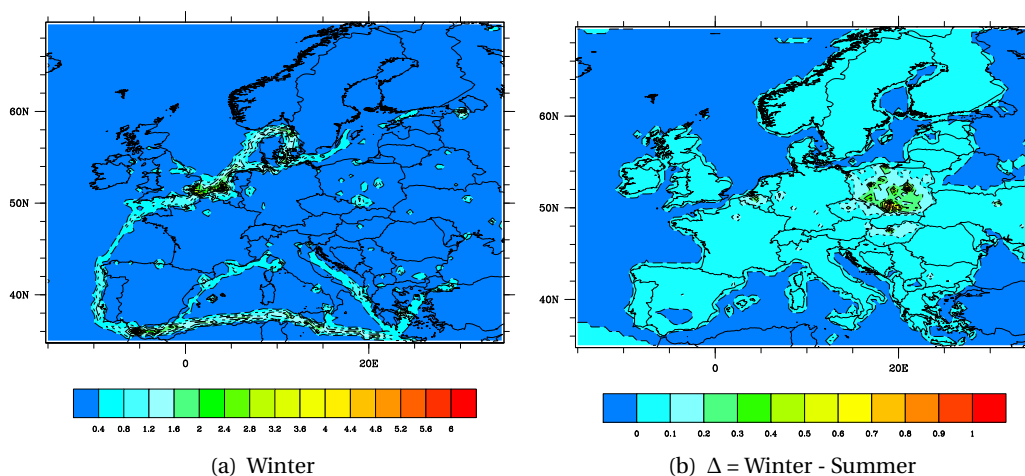 60N
50N
40N
0
20E
0.4 0.8 1.2 1.6 2 2.4 2.8 3.2 3.6 4 4.4 4.8 5.2 5.6 6
(a) Winter
60N
50N
40N
0
20E
0 0.1 0.2 0.3 0.4 0.5 0.6 0.7 0.8 0.9 1
(b) Δ = Winter - Summer